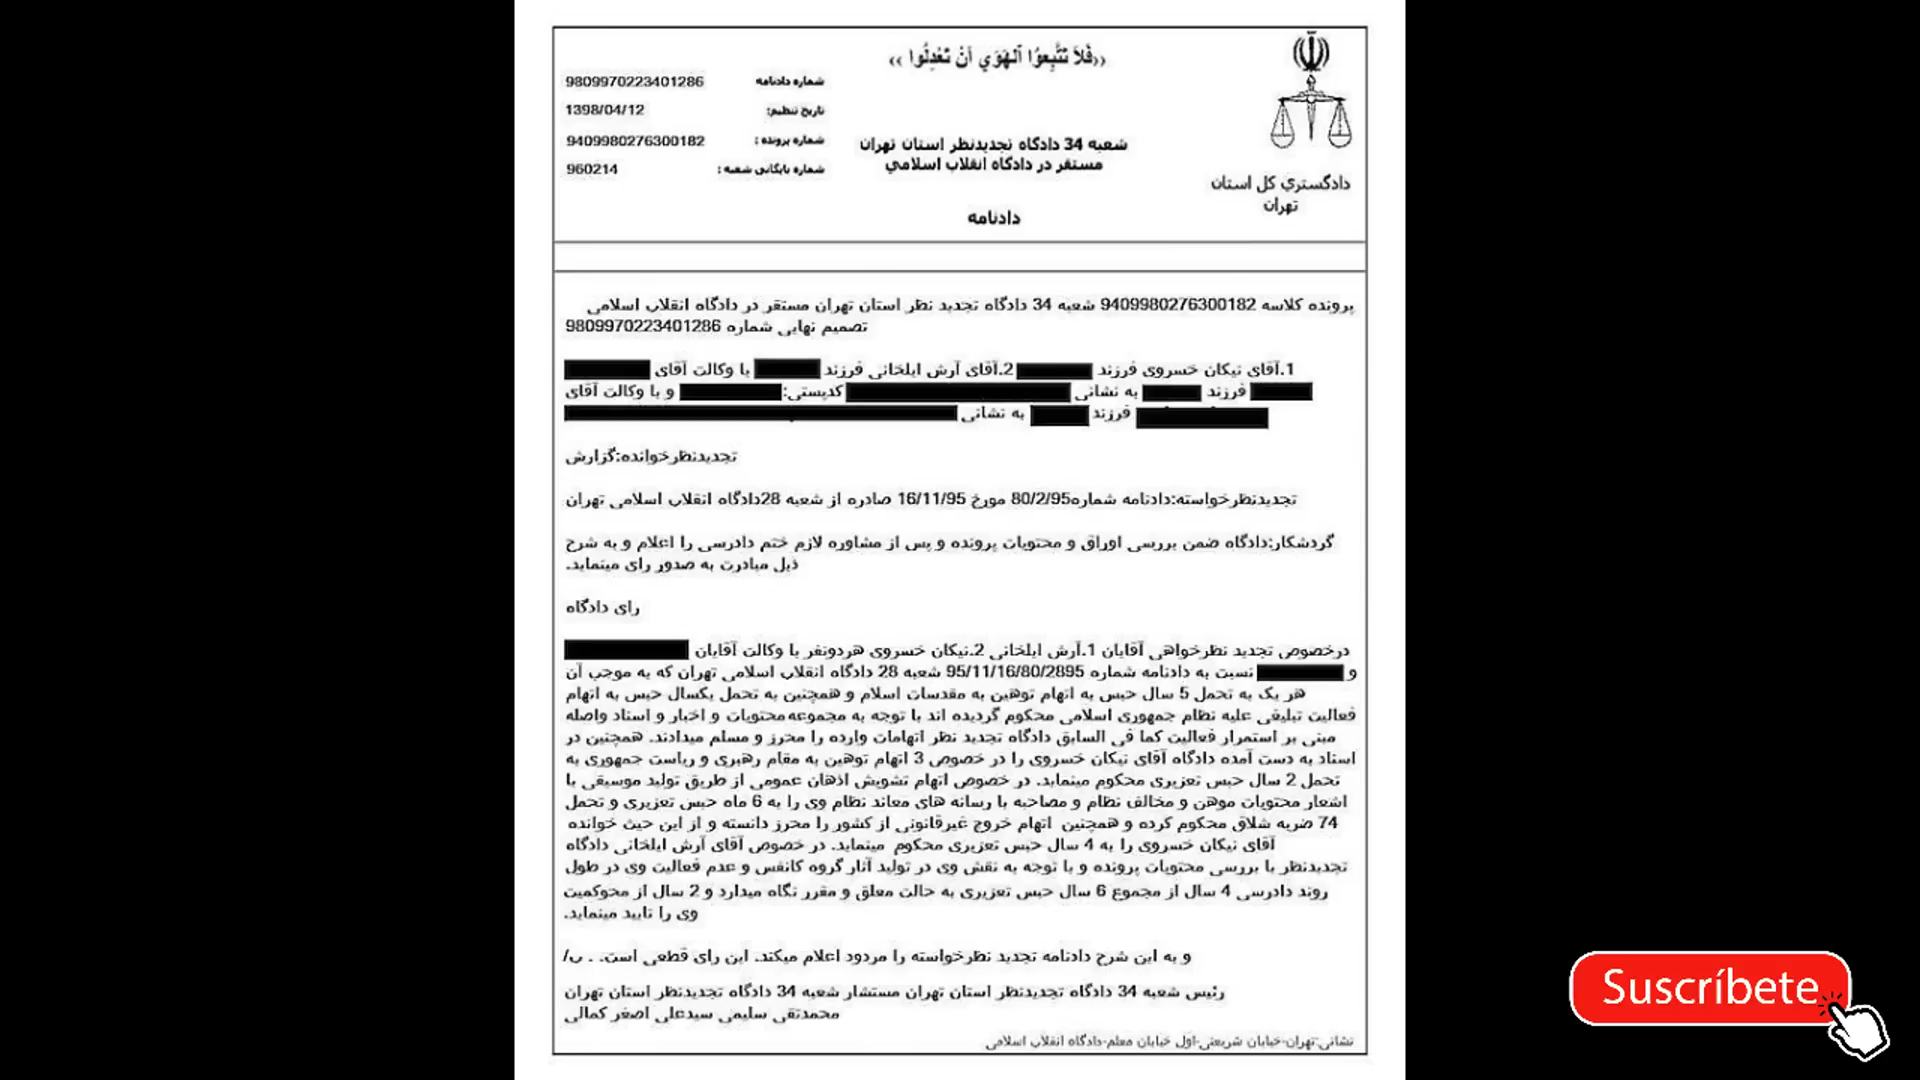 «فَلاَ تَتَّبِعوُا اَلْهَوَي اَنْ تَعْدِلُوا»
شماره دادنامه 9809970223401286
تاریخ تنظیم: 1398/04/12
شماره پرونده : 9409980276300182
شماره بایگانی شعبه : 960214
شعبه 34 دادگاه تجدیدنظر استان تهران
مستقر در دادگاه انقلاب اسلامي
دادنامه
دادگستري کل استان
تهران
پرونده کلاسه 9409980276300182 شعبه 34 دادگاه تجدید نظر استان تهران مستقر در دادگاه انقلاب اسلامی
تصمیم نهایی شماره 9809970223401286
1.آقای نیکان خسروی فرزند 2.آقای آرش ایلخانی فرزند با وکالت آقای
فرزند به نشانی کدپستی: و با وکالت آقای
فرزند به نشانی
تجدیدنظرخوانده:گزارش
تجدیدنظرخواسته:دادنامه شماره80/2/95 مورخ 16/11/95 صادره از شعبه 28دادگاه انقلاب اسلامی تهران
گردشکار:دادگاه ضمن بررسی اوراق و محتویات پرونده و پس از مشاوره لازم ختم دادرسی را اعلام و به شرح
ذیل مبادرت به صدور رای مینماید.
رای دادگاه
درخصوص تجدید نظرخواهی آقایان 1.آرش ایلخانی 2.نیکان خسروی هردونفر با وکالت آقایان
و نسبت به دادنامه شماره 95/11/16/80/2895 شعبه 28 دادگاه انقلاب اسلامی تهران که به موجب آن
هر یک به تحمل 5 سال حبس به اتهام توهین به مقدسات اسلام و همچنین به تحمل یکسال حبس به اتهام
فعالیت تبلیغی علیه نظام جمهوری اسلامی محکوم گردیده اند با توجه به مجموعه محتویات و اخبار و اسناد واصله
مبنی بر استمرار فعالیت کما فی السابق دادگاه تجدید نظر اتهامات وارده را محرز و مسلم میدادند. همچنین در
اسناد به دست آمده دادگاه آقای نیکان خسروی را در خصوص 3 اتهام توهین به مقام رهبری و ریاست جمهوری به
تحمل 2 سال حبس تعزیری محکوم مینماید. در خصوص اتهام تشویش اذهان عمومی از طریق تولید موسیقی با
اشعار محتویات موهن و مخالف نظام و مصاحبه با رسانه های معاند نظام وی را به 6 ماه حبس تعزیری و تحمل
74 ضربه شلاق محکوم کرده و همچنین اتهام خروج غیرقانونی از کشور را محرز دانسته و از این حیث خوانده
آقای نیکان خسروی را به 4 سال حبس تعزیری محکوم مینماید. در خصوص آقای آرش ایلخانی دادگاه
تجدیدنظر با بررسی محتویات پرونده و با توجه به نقش وی در تولید آثار گروه کانفس و عدم فعالیت وی در طول
روند دادرسی 4 سال از مجموع 6 سال حبس تعزیری به حالت معلق و مقرر نگاه میدارد و 2 سال از محوکمیت
وی را تایید مینماید.
و به این شرح دادنامه تجدید نظرخواسته را مردود اعلام میکند. این رای قطعی است. . ب/
رئیس شعبه 34 دادگاه تجدیدنظر استان تهران مستشار شعبه 34 دادگاه تجدیدنظر استان تهران
محمدتقی سلیمی سیدعلی اصغر کمالی
نشانی:تهران-خیابان شریعتی-اول خیابان معلم-دادگاه انقلاب اسلامی
Suscríbete